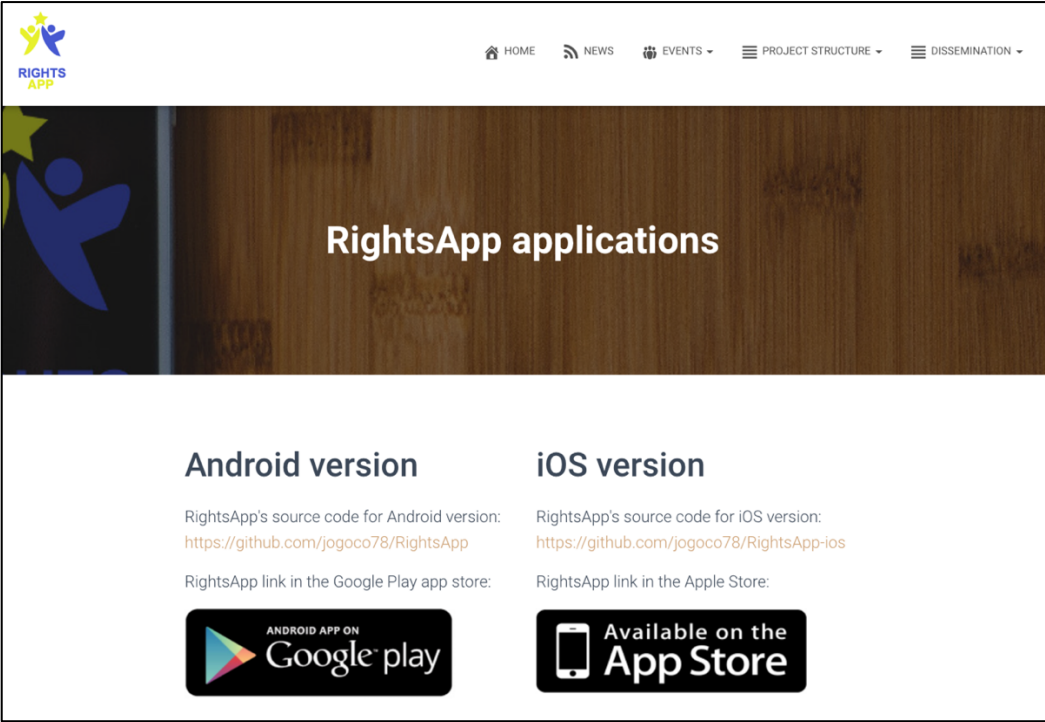 RIGHTS
APP
HOME
NEWS
EVENTS
PROJECT STRUCTURE
DISSEMINATION
RightsApp applications
Android version
RightsApp's source code for Android version:
https://github.com/jogoco78/RightsApp
RightsApp link in the Google Play app store:
ANDROID APP ON
Google play
iOS version
RightsApp's source code for iOS version:
https://github.com/jogoco78/RightsApp-ios
RightsApp link in the Apple Store:
Available on the
App Store